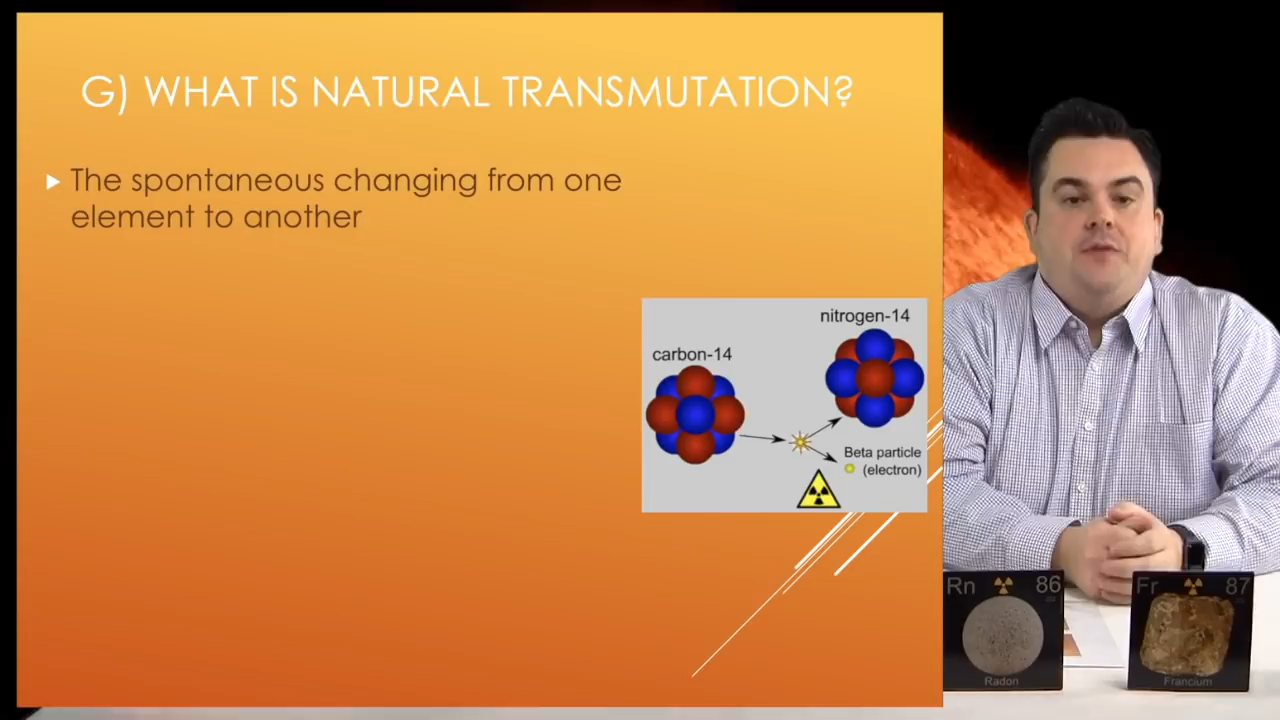 G) WHAT IS NATURAL TRANSMUTATION?
The spontaneous changing from one
element to another
nitrogen-14
carbon-14
Beta particle
(electron)
Rn 86
Radon
Fr 87
Francium